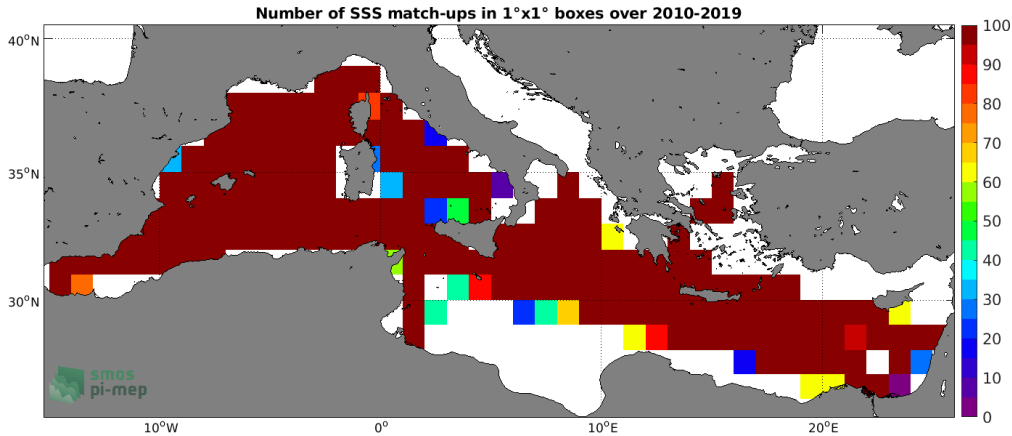 Number of SSS match-ups in 1°x1° boxes over 2010-2019
40°N
35°N
30°N
10°W
0°C
10°E
20°E
100
90
80
70
60
50
40
30
20
10
0
smos
pi-mep